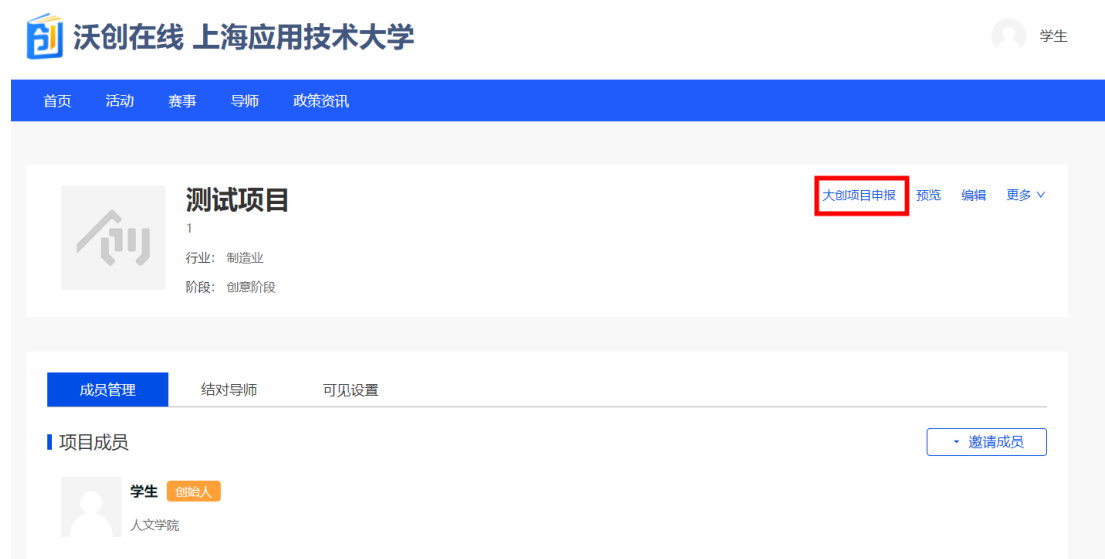 沃创在线 上海应用技术大学
学生
首页 活动 赛事 导师 政策资讯
测试项目
大创项目申报 预览 编辑 更多
1
行业： 制造业
阶段： 创意阶段
成员管理 结对导师 可见设置
项目成员
邀请成员
学生 创始人
人文学院